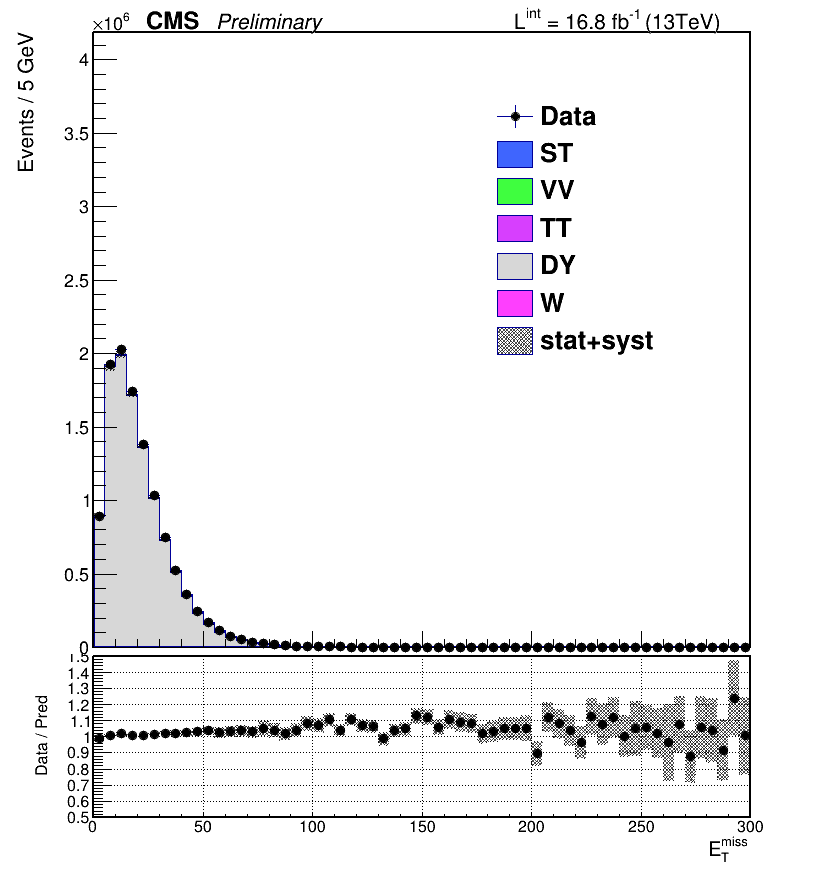 ×10⁶ CMS Preliminary L^int = 16.8 fb⁻¹ (13TeV)
Events / 5 GeV
4
3.5
3
2.5
2
1.5
1
0.5
0
Data
ST
VV
TT
DY
W
stat+syst
Data / Pred
1.5
1.4
1.3
1.2
1.1
1
0.9
0.8
0.7
0.6
0.5
0 50 100 150 200 250 300
E_T^miss